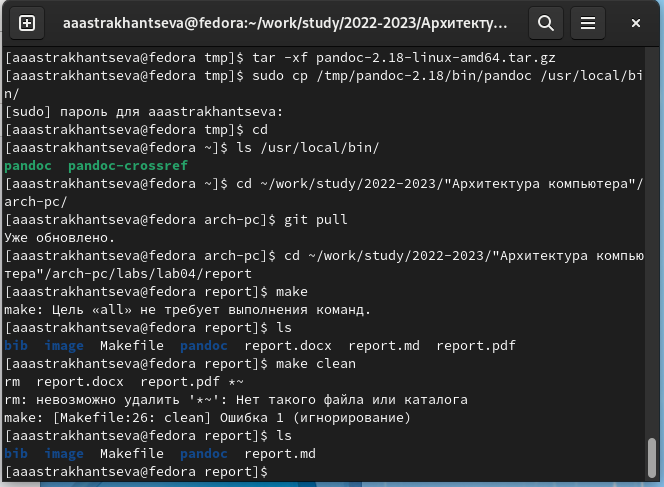 aaastrakhantseva@fedora:~/work/study/2022-2023/Архитекту...
[aaastrakhantseva@fedora tmp]$ tar -xf pandoc-2.18-linux-amd64.tar.gz
[aaastrakhantseva@fedora tmp]$ sudo cp /tmp/pandoc-2.18/bin/pandoc /usr/local/bi
n/
[sudo] пароль для aaastrakhantseva:
[aaastrakhantseva@fedora tmp]$ cd
[aaastrakhantseva@fedora ~]$ ls /usr/local/bin/
pandoc  pandoc-crossref
[aaastrakhantseva@fedora ~]$ cd ~/work/study/2022-2023/"Архитектура компьютера"/
arch-pc/
[aaastrakhantseva@fedora arch-pc]$ git pull
Уже обновлено.
[aaastrakhantseva@fedora arch-pc]$ cd ~/work/study/2022-2023/"Архитектура компью
тера"/arch-pc/labs/lab04/report
[aaastrakhantseva@fedora report]$ make
make: Цель «all» не требует выполнения команд.
[aaastrakhantseva@fedora report]$ ls
bib  image  Makefile  pandoc  report.docx  report.md  report.pdf
[aaastrakhantseva@fedora report]$ make clean
rm  report.docx  report.pdf *~
rm: невозможно удалить '*~': Нет такого файла или каталога
make: [Makefile:26: clean] Ошибка 1 (игнорирование)
[aaastrakhantseva@fedora report]$ ls
bib  image  Makefile  pandoc  report.md
[aaastrakhantseva@fedora report]$